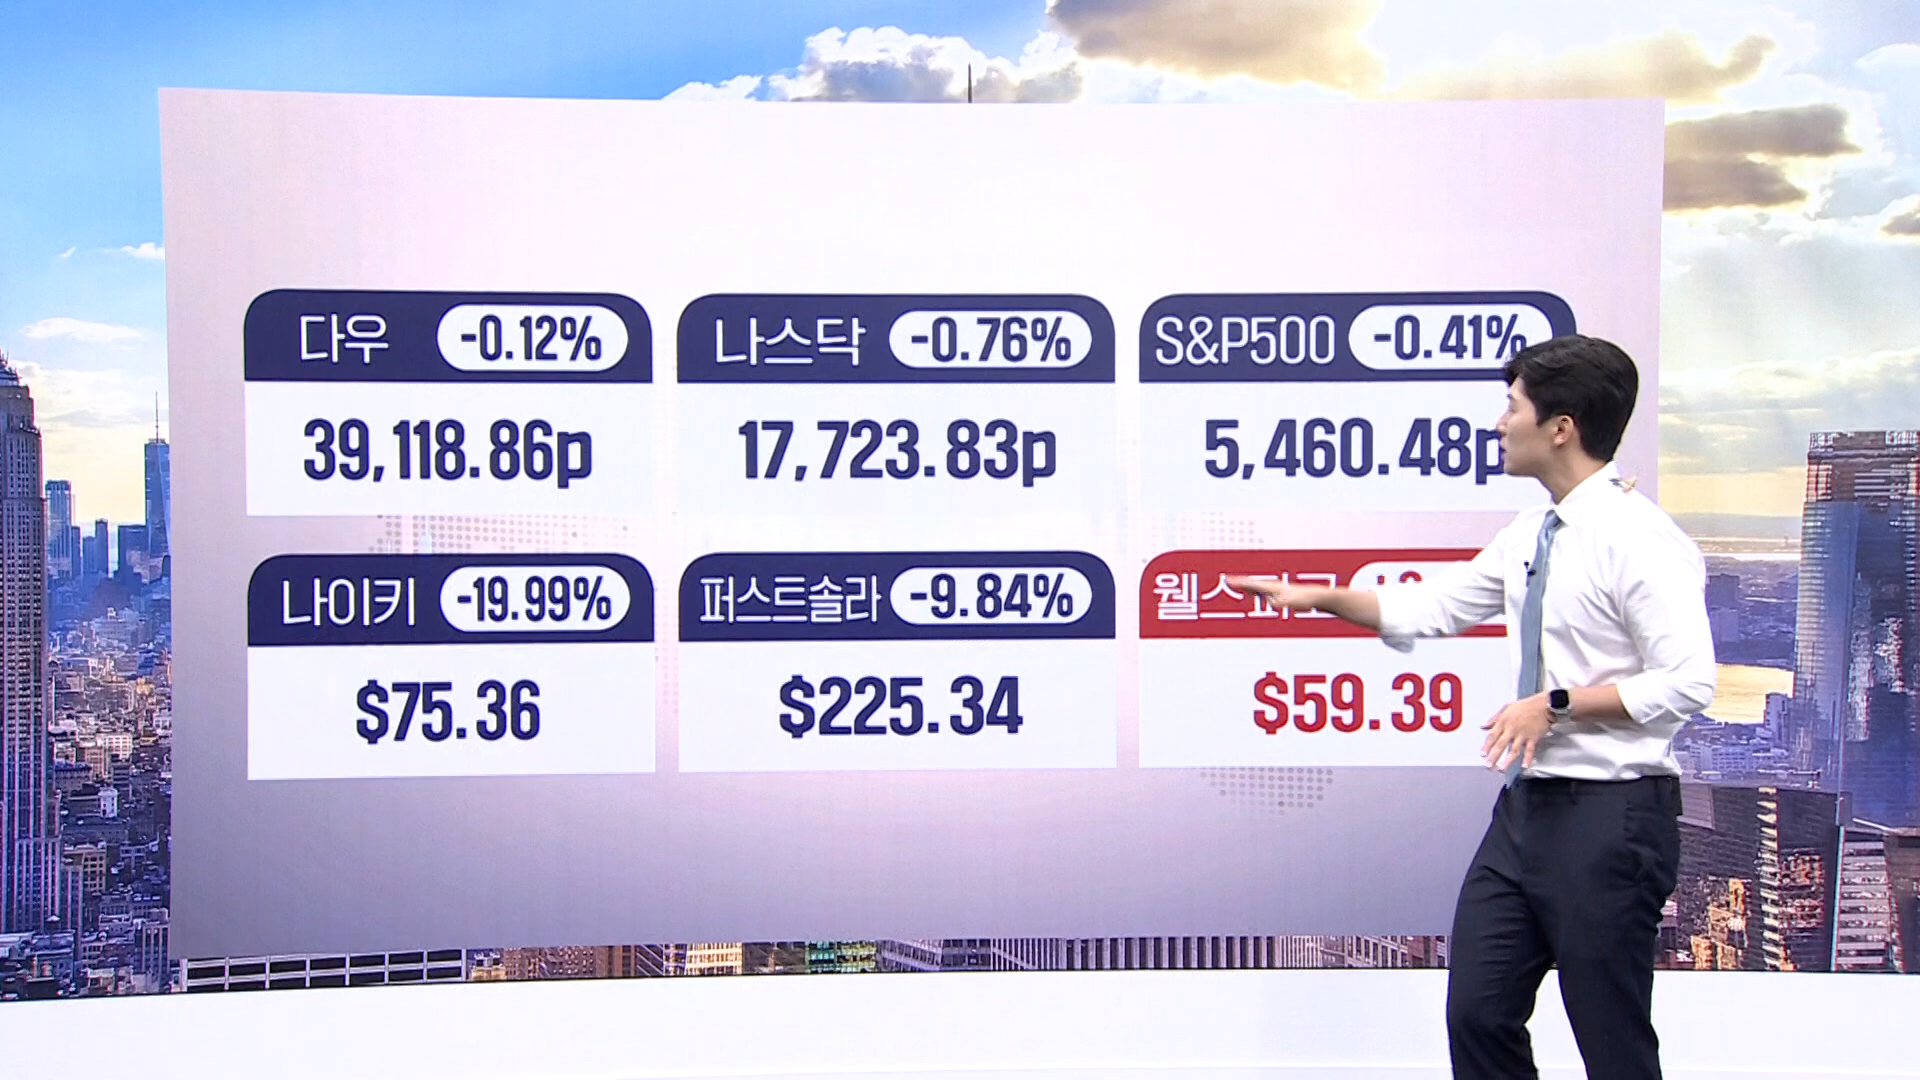 다우 -0.12%
39,118.86p
나스닥 -0.76%
17,723.83p
S&P500 -0.41%
5,460.48p
나이키 -19.99%
$75.36
퍼스트솔라 -9.84%
$225.34
웰스파고
$59.39